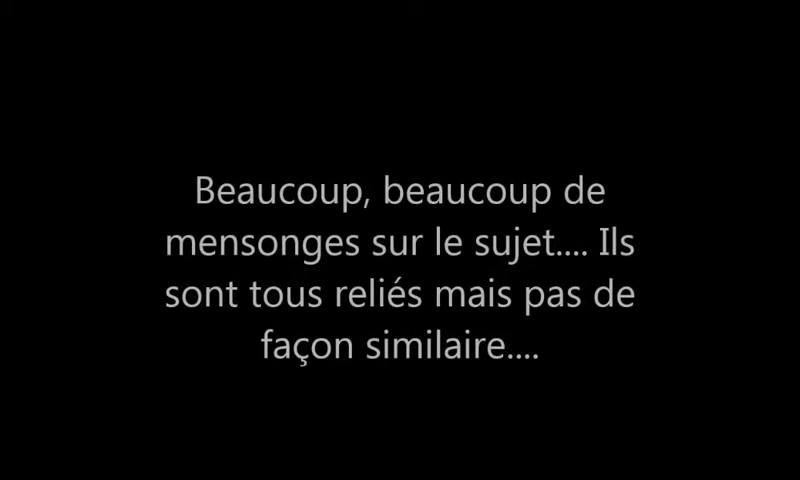 Beaucoup, beaucoup de
mensonges sur le sujet.... Ils
sont tous reliés mais pas de
façon similaire....